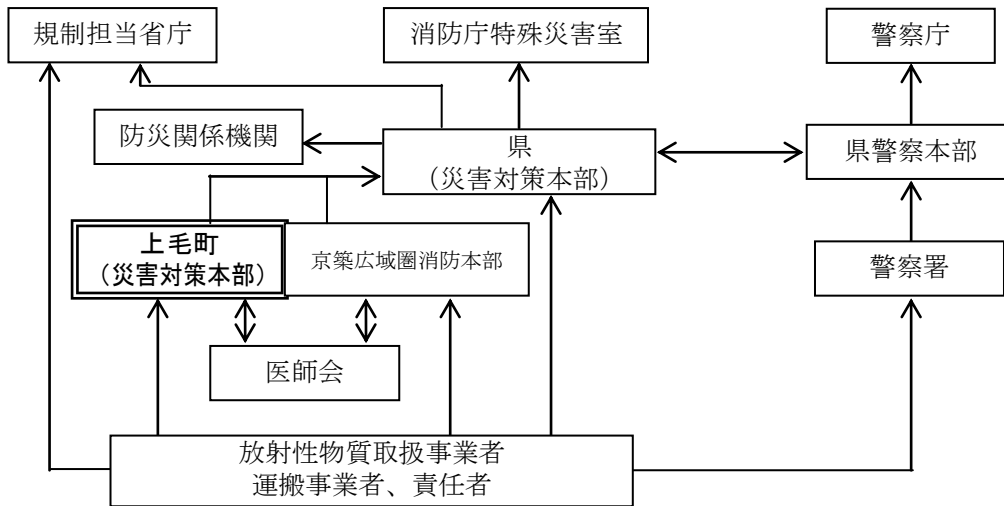 規制担当省庁
消防庁特殊災害室
警察庁
防災関係機関
県
（災害対策本部）
県警察本部
上毛町
（災害対策本部）
京築広域圏消防本部
警察署
医師会
放射性物質取扱事業者
運搬事業者、責任者